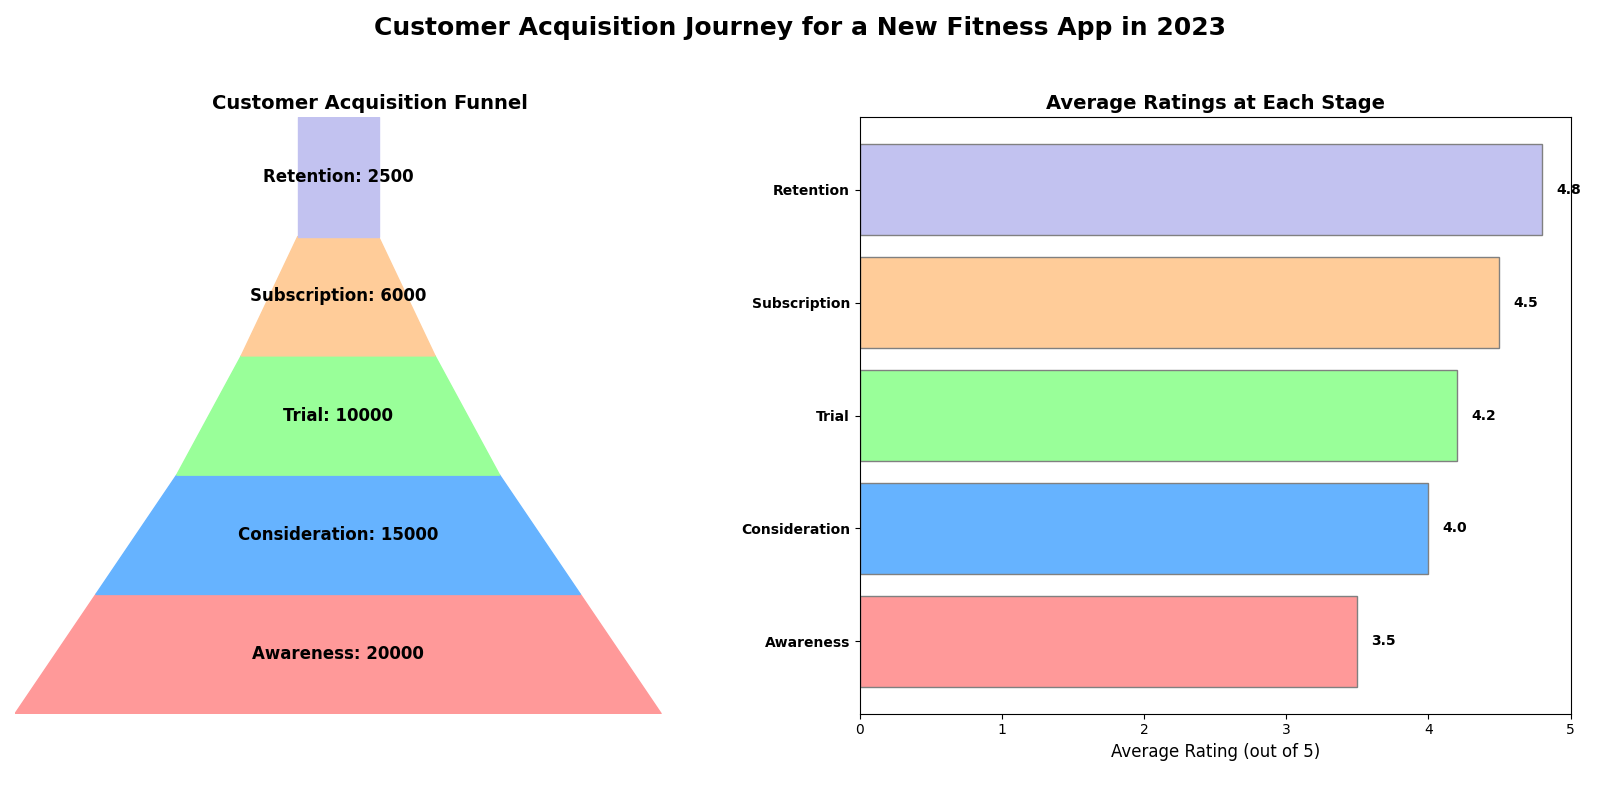 Customer Acquisition Journey for a New Fitness App in 2023
Customer Acquisition Funnel
Retention: 2500
Subscription: 6000
Trial: 10000
Consideration: 15000
Awareness: 20000
Average Ratings at Each Stage
Retention
4.8
Subscription
4.5
Trial
4.2
Consideration
4.0
Awareness
3.5
0 1 2 3 4 5
Average Rating (out of 5)